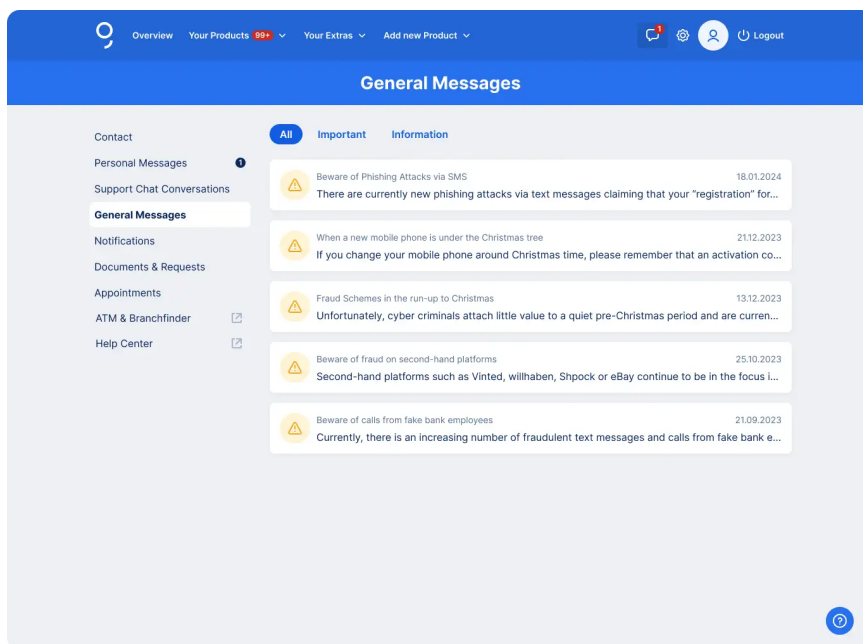 Overview Your Products 99+ Your Extras Add new Product 1 Logout
General Messages
Contact
Personal Messages 1
Support Chat Conversations
General Messages
Notifications
Documents & Requests
Appointments
ATM & Branchfinder
Help Center
All Important Information
Beware of Phishing Attacks via SMS 18.01.2024
There are currently new phishing attacks via text messages claiming that your "registration" for...
When a new mobile phone is under the Christmas tree 21.12.2023
If you change your mobile phone around Christmas time, please remember that an activation co...
Fraud Schemes in the run-up to Christmas 13.12.2023
Unfortunately, cyber criminals attach little value to a quiet pre-Christmas period and are curren...
Beware of fraud on second-hand platforms 25.10.2023
Second-hand platforms such as Vinted, willhaben, Shpock or eBay continue to be in the focus i...
Beware of calls from fake bank employees 21.09.2023
Currently, there is an increasing number of fraudulent text messages and calls from fake bank e...